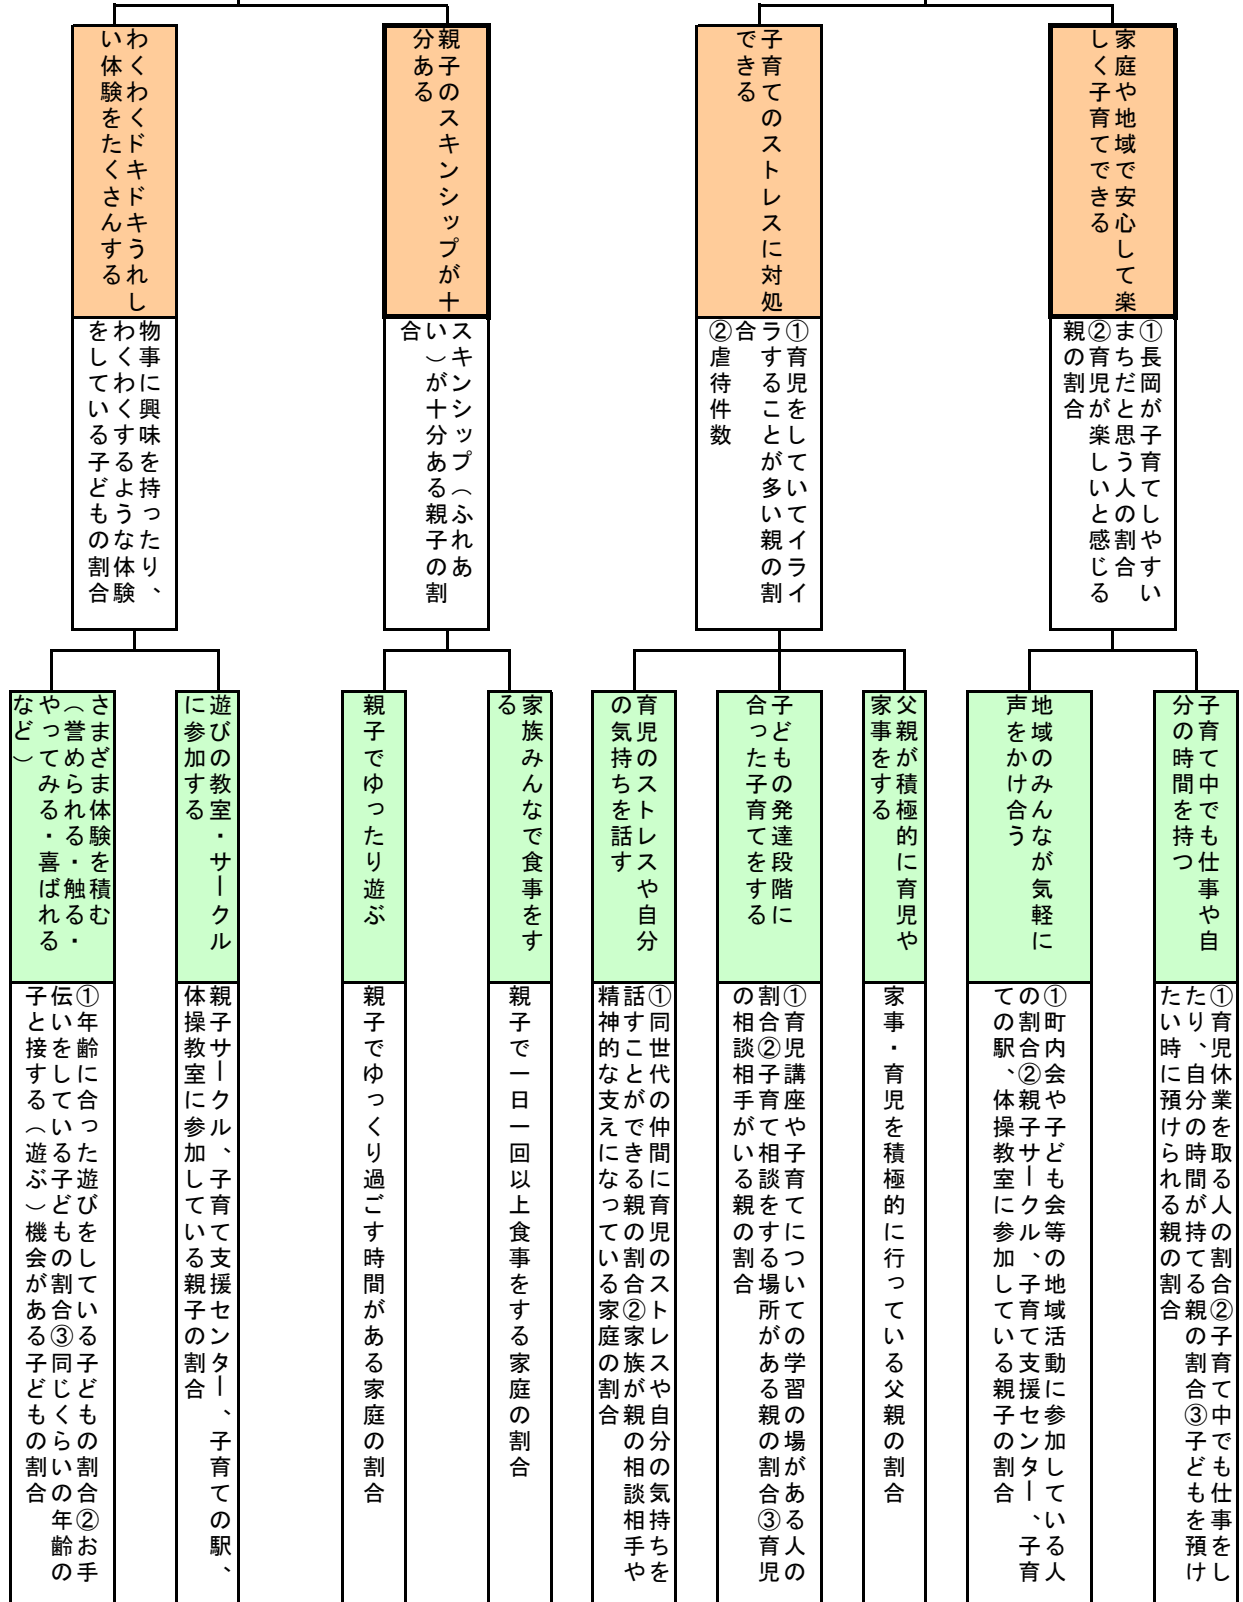 家庭や地域で安心して楽
しく子育てできる
①長岡が子育てしやすい
まちだと思う人の割合
②育児が楽しいと感じる
親の割合
子育てのストレスに対処
できる
①育児をしていてイライ
ラすることが多い親の割
合
②虐待件数
親子のスキンシップが十
分ある
スキンシップ（ふれあ
い）が十分ある親子の割
合
わくわくドキドキうれし
い体験をたくさんする
物事に興味を持ったり、
わくわくするような体験
をしている子どもの割合
子育て中でも仕事や自
分の時間を持つ
①育児休業を取る人の割合②子育て中でも仕事をし
たり、自分の時間が持てる親の割合③子どもを預け
たい時に預けられる親の割合
地域のみんなが気軽に
声をかけ合う
①町内会や子ども会等の地域活動に参加している人
の割合②親子サークル、子育て支援センター、子育
ての駅、体操教室に参加している親子の割合
父親が積極的に育児や
家事をする
家事・育児を積極的に行っている父親の割合
子どもの発達段階に
合った子育てをする
①育児講座や子育てについての学習の場がある人の
割合②子育て相談をする場所がある親の割合③育児
の相談相手がいる親の割合
育児のストレスや自分
の気持ちを話す
①同世代の仲間に育児のストレスや自分の気持ちを
話すことができる親の割合②家族が親の相談相手や
精神的な支えになっている家庭の割合
家族みんなで食事をす
る
親子で一日一回以上食事をする家庭の割合
親子でゆったり遊ぶ
親子でゆっくり過ごす時間がある家庭の割合
遊びの教室・サークル
に参加する
親子サークル、子育て支援センター、子育ての駅、
体操教室に参加している親子の割合
さまざま体験を積む
（誉められる・触る・
やってみる・喜ばれる
など）
①年齢に合った遊びをしている子どもの割合②お手
伝いをしている子どもの割合③同じくらいの年齢の
子と接する（遊ぶ）機会がある子どもの割合